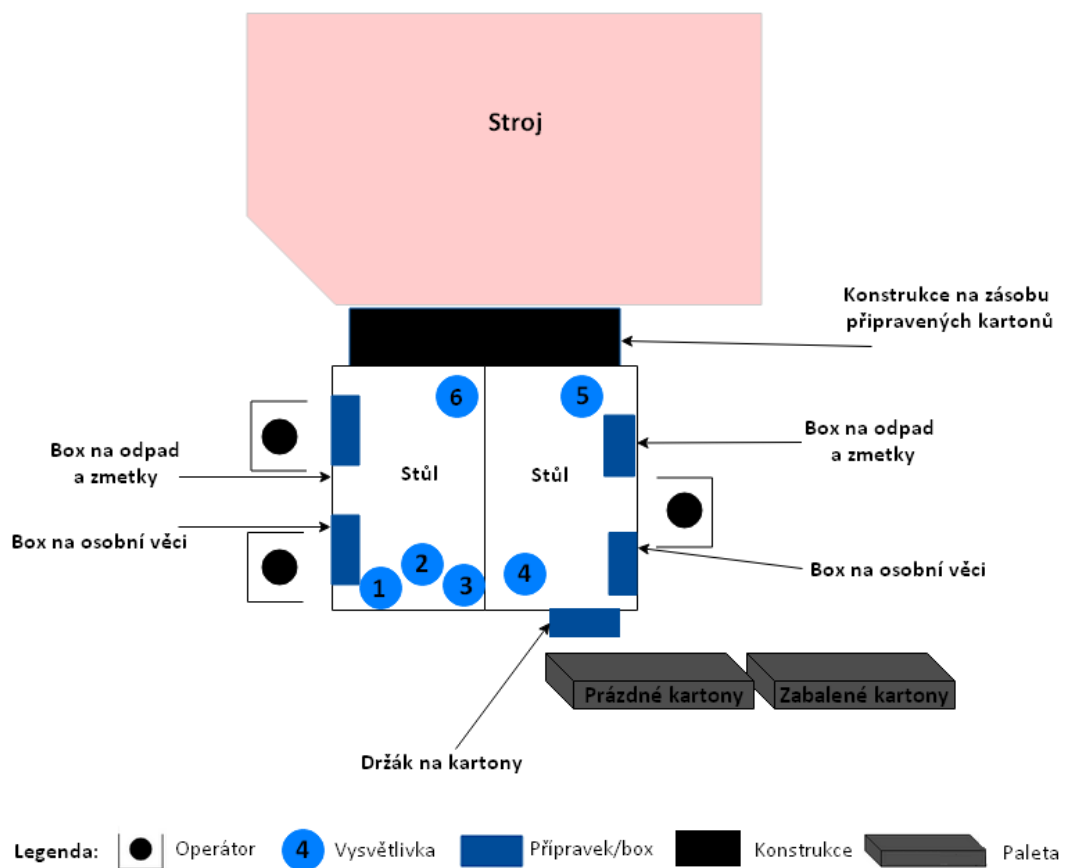 Stroj
Konstrukce na zásobu
připravených kartonů
6
5
Box na odpad
a zmetky
Box na odpad
a zmetky
Stůl
Stůl
Box na osobní věci
Box na osobní věci
1
2
3
4
Prázdné kartony
Zabalené kartony
Držák na kartony
Legenda:
Operátor
4
Vysvětlivka
Přípravek/box
Konstrukce
Paleta